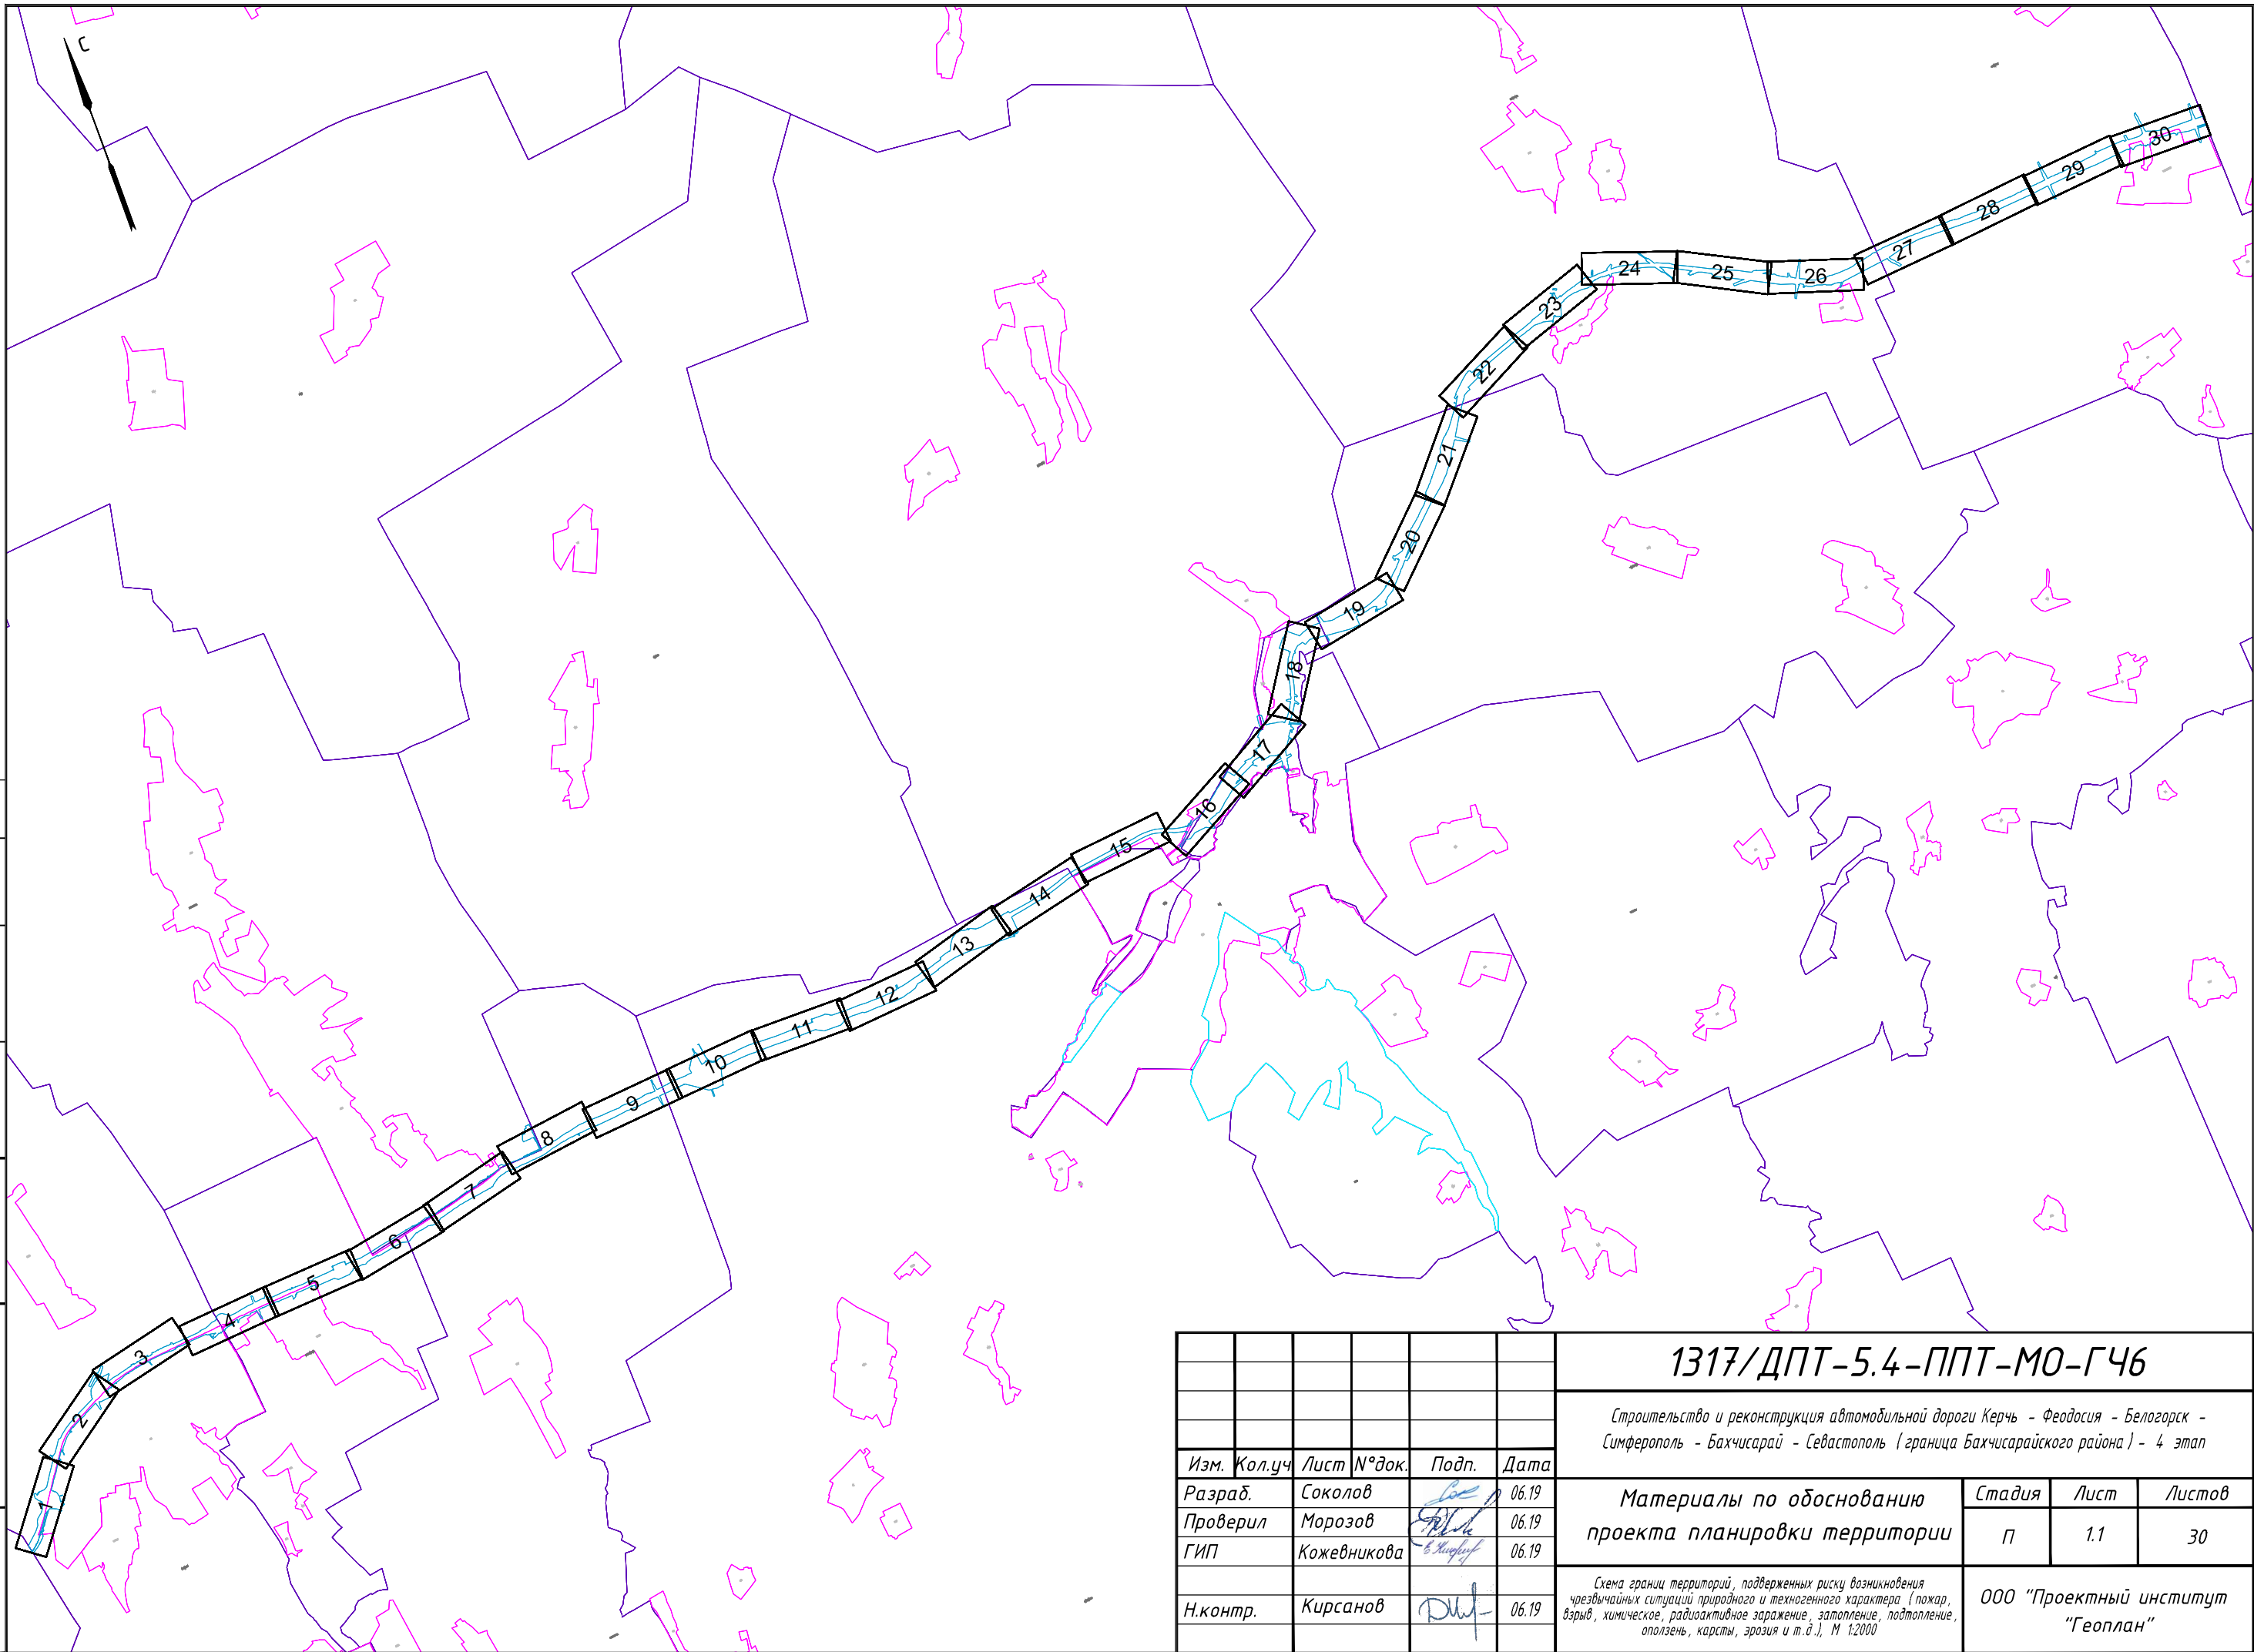 С
30
29
28
27
26
25
24
23
22
21
20
19
18
17
16
15
14
13
12
11
10
9
8
7
6
5
4
3
2
1
1317/ДПТ-5.4-ППТ-МО-ГЧ6
Строительство и реконструкция автомобильной дороги Керчь - Феодосия - Белогорск -
Симферополь - Бахчисарай - Севастополь (граница Бахчисарайского района) - 4 этап
Изм. Кол.уч Лист N°док. Подп. Дата
Разраб. Соколов 06.19
Проверил Морозов 06.19
ГИП Кожевникова 06.19
Н.контр. Кирсанов 06.19
Материалы по обоснованию
проекта планировки территории
Стадия Лист Листов
П 1.1 30
Схема границ территорий, подверженных риску возникновения
чрезвычайных ситуаций природного и техногенного характера (пожар,
взрыв, химическое, радиоактивное заражение, затопление, подтопление,
оползень, карсты, эрозия и т.д.), М 1:2000
ООО "Проектный институт
"Геоплан"